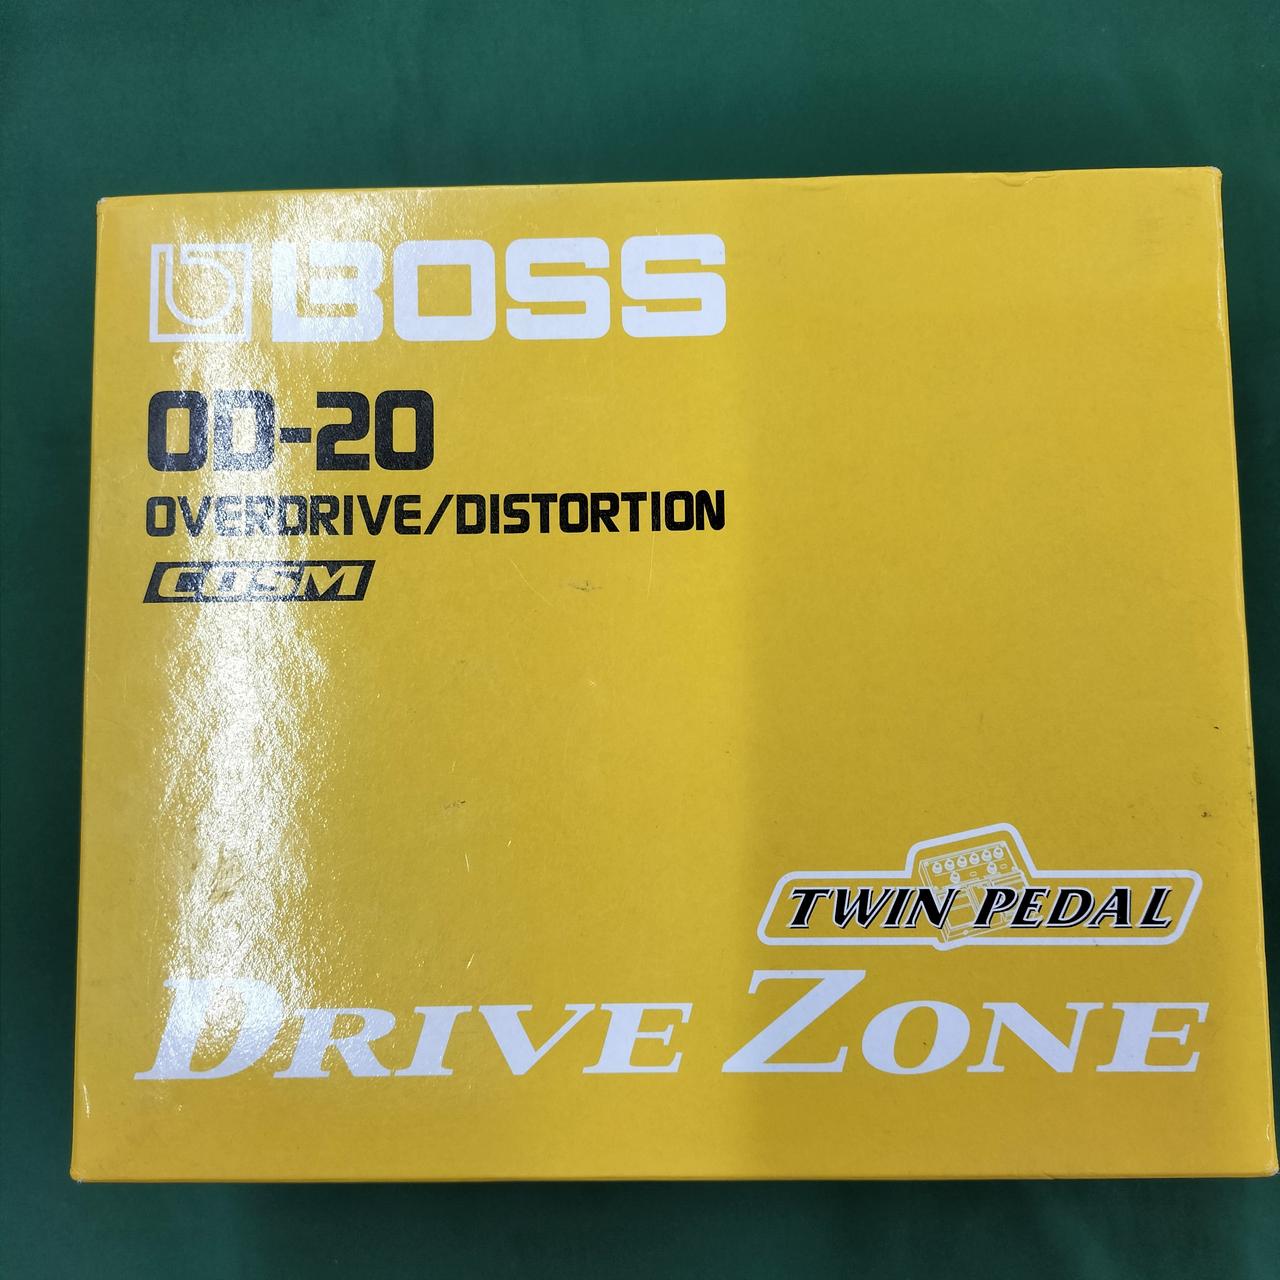 BOSS
OD-20
OVERDRIVE/DISTORTION
COSM
TWIN PEDAL
DRIVE ZONE